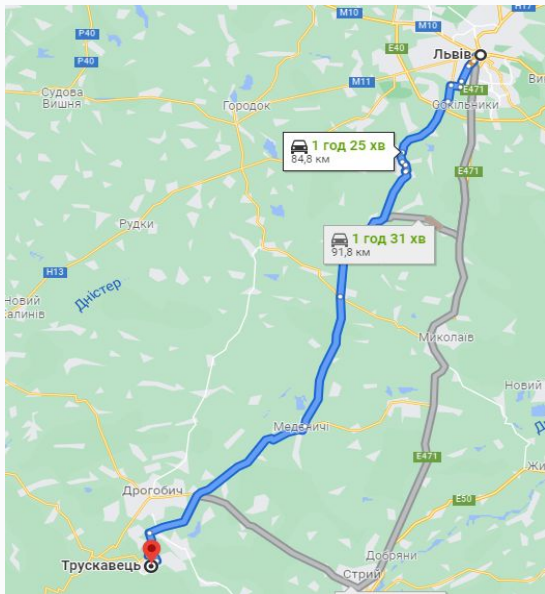 M10
M10
H17
P40
E40
Львів
P40
M11
E471
Судова
Вишня
Городок
Сокільники
1 год 25 хв
84,8 км
E471
Рудки
1 год 31 хв
91,8 км
H13
Дністер
Новий
Миколаїв
Новий
Меденичі
E471
E50
Дрогобич
Добряни
Трускавець
Стрий